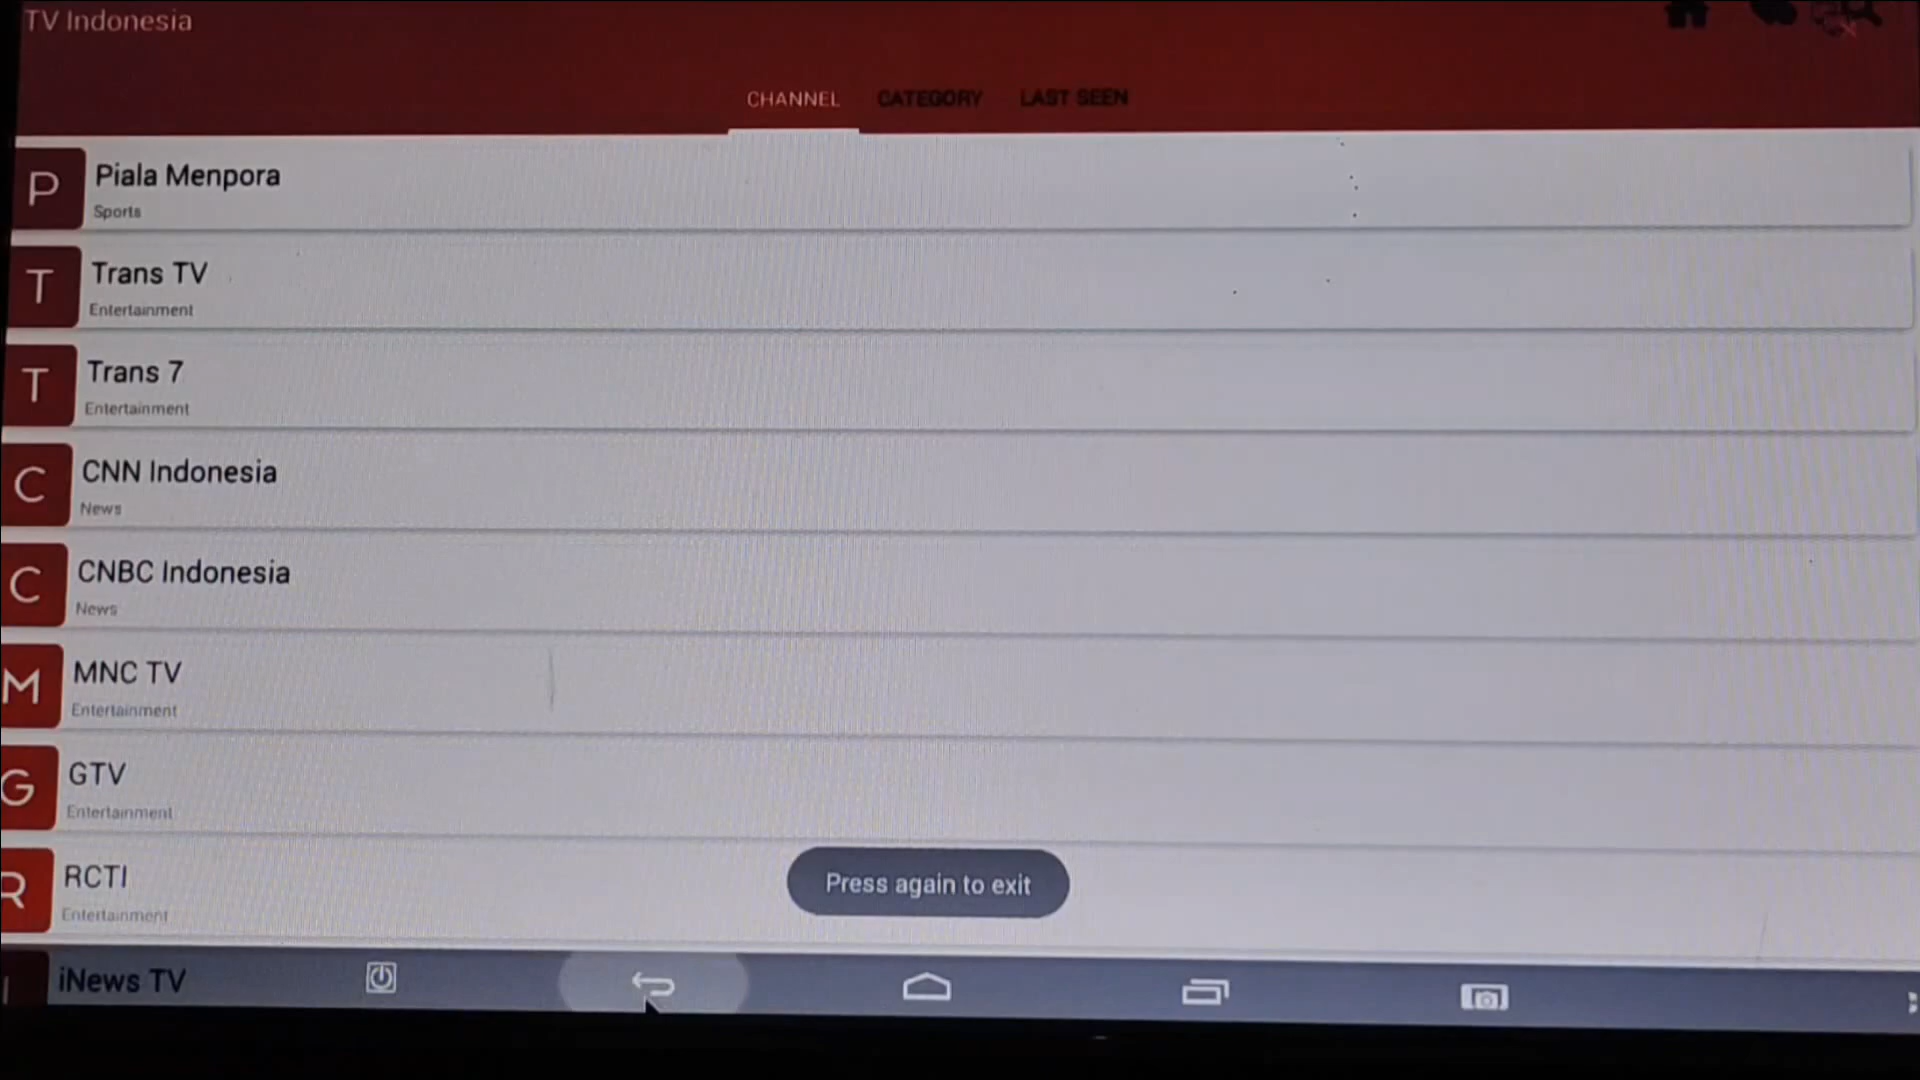 TV Indonesia
CHANNEL CATEGORY LAST SEEN
P Piala Menpora
Sports
T Trans TV
Entertainment
T Trans 7
Entertainment
C CNN Indonesia
News
C CNBC Indonesia
News
M MNC TV
Entertainment
G GTV
Entertainment
R RCTI
Entertainment
Press again to exit
I iNews TV